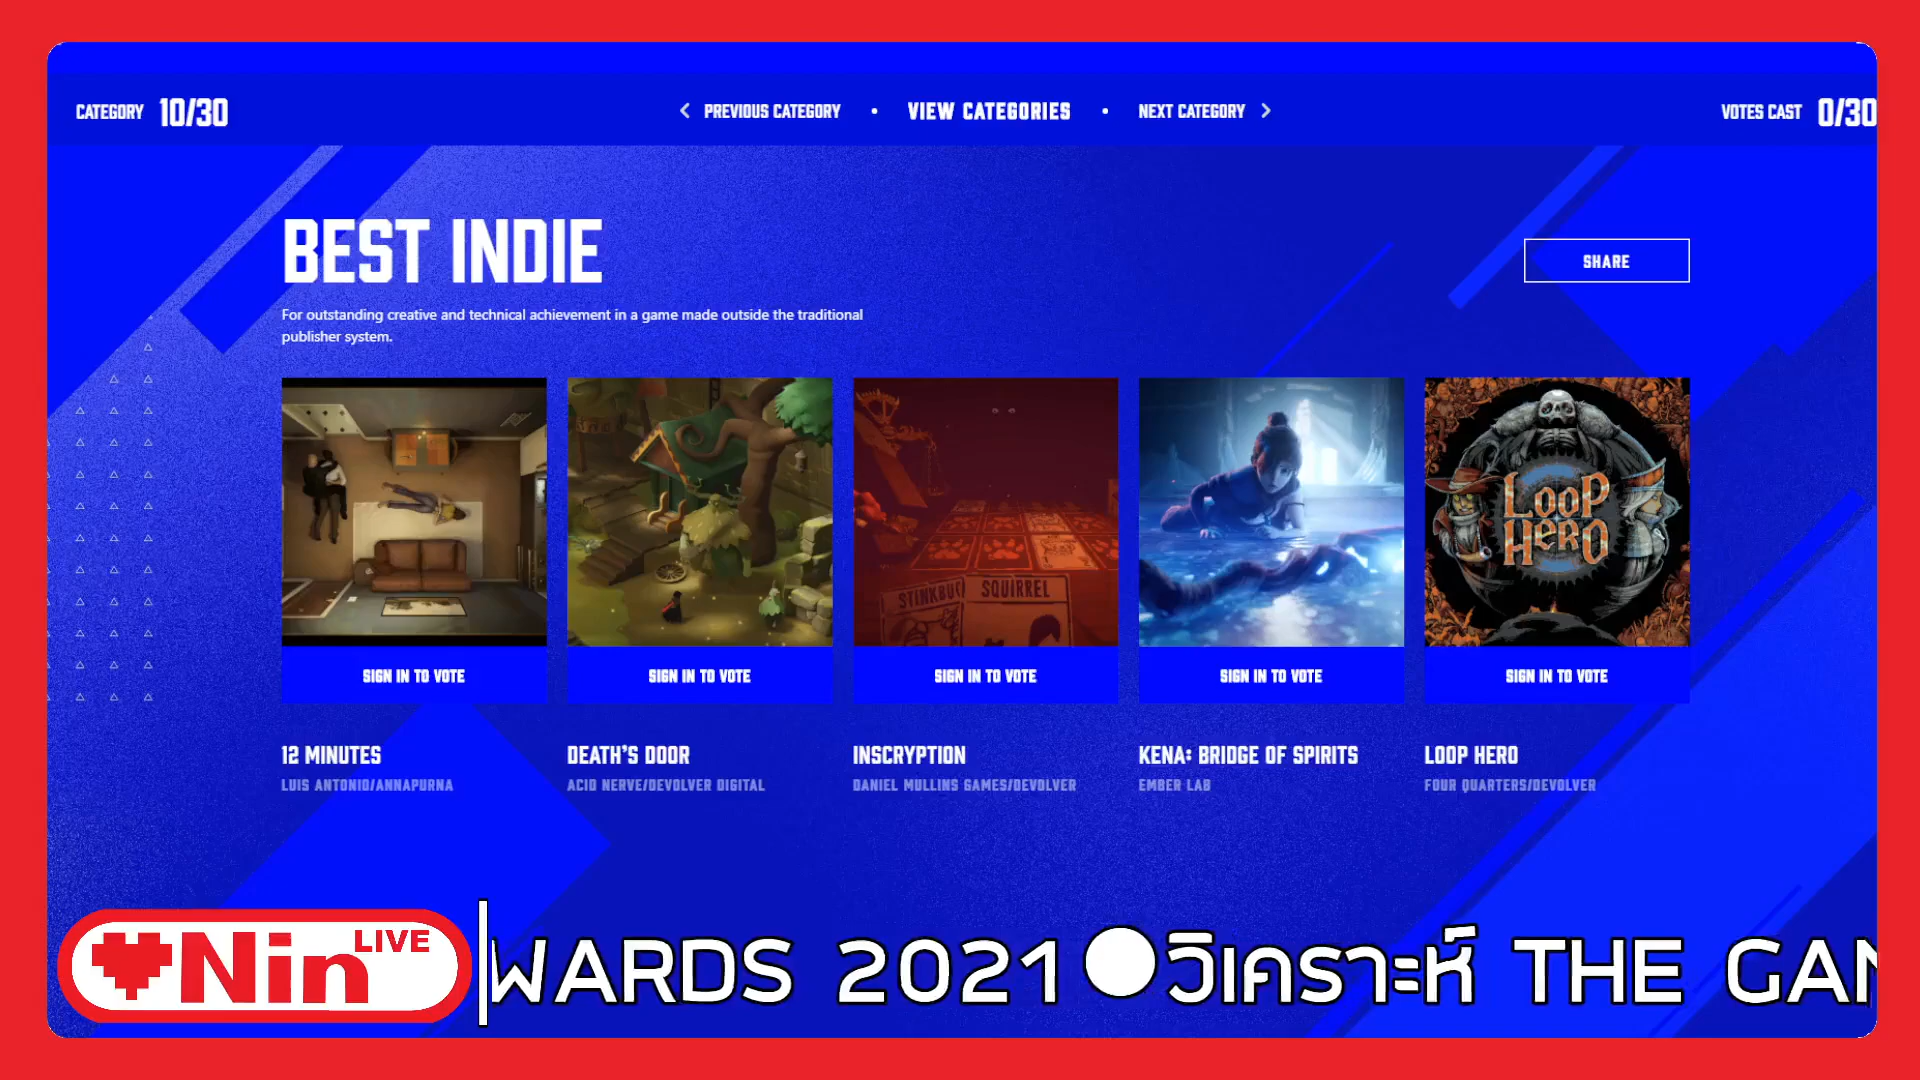 CATEGORY 10/30
PREVIOUS CATEGORY • VIEW CATEGORIES • NEXT CATEGORY
VOTES CAST 0/30
BEST INDIE
SHARE
For outstanding creative and technical achievement in a game made outside the traditional
publisher system.
STINKBUG
SQUIRREL
LOOP
HERO
SIGN IN TO VOTE
SIGN IN TO VOTE
SIGN IN TO VOTE
SIGN IN TO VOTE
SIGN IN TO VOTE
12 MINUTES
LUIS ANTONIO/ANNAPURNA
DEATH'S DOOR
ACID NERVE/DEVOLVER DIGITAL
INSCRYPTION
DANIEL MULLINS GAMES/DEVOLVER
KENA: BRIDGE OF SPIRITS
EMBER LAB
LOOP HERO
FOUR QUARTERS/DEVOLVER
Nin LIVE
WARDS 2021●วิเคราะห์ THE GAM